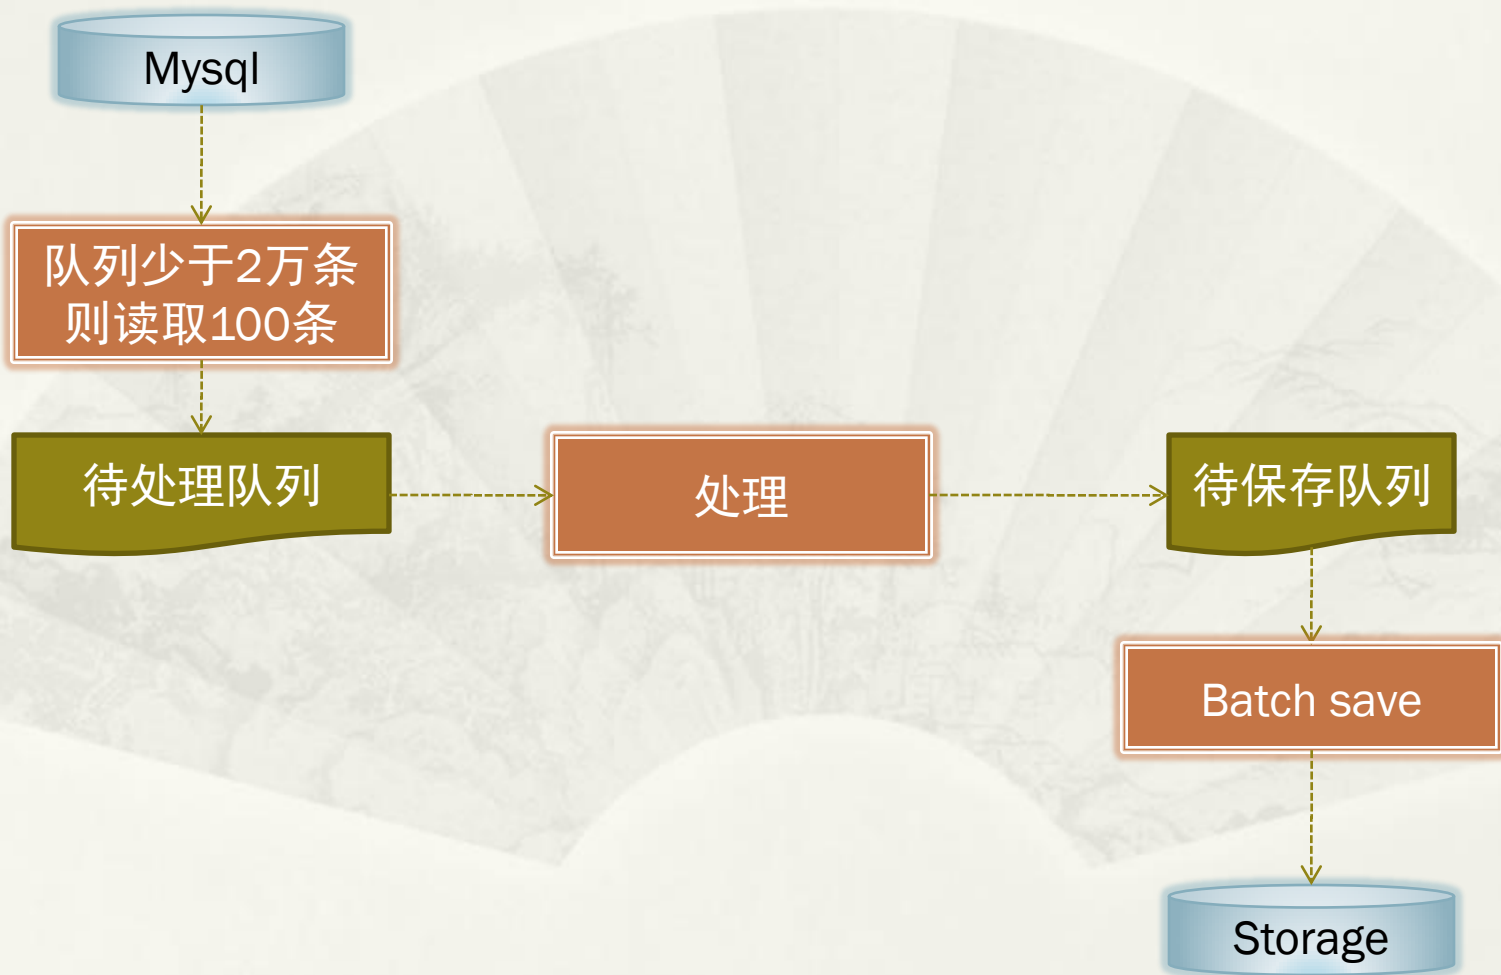 Mysql
队列少于2万条
则读取100条
待处理队列
处理
待保存队列
Batch save
Storage